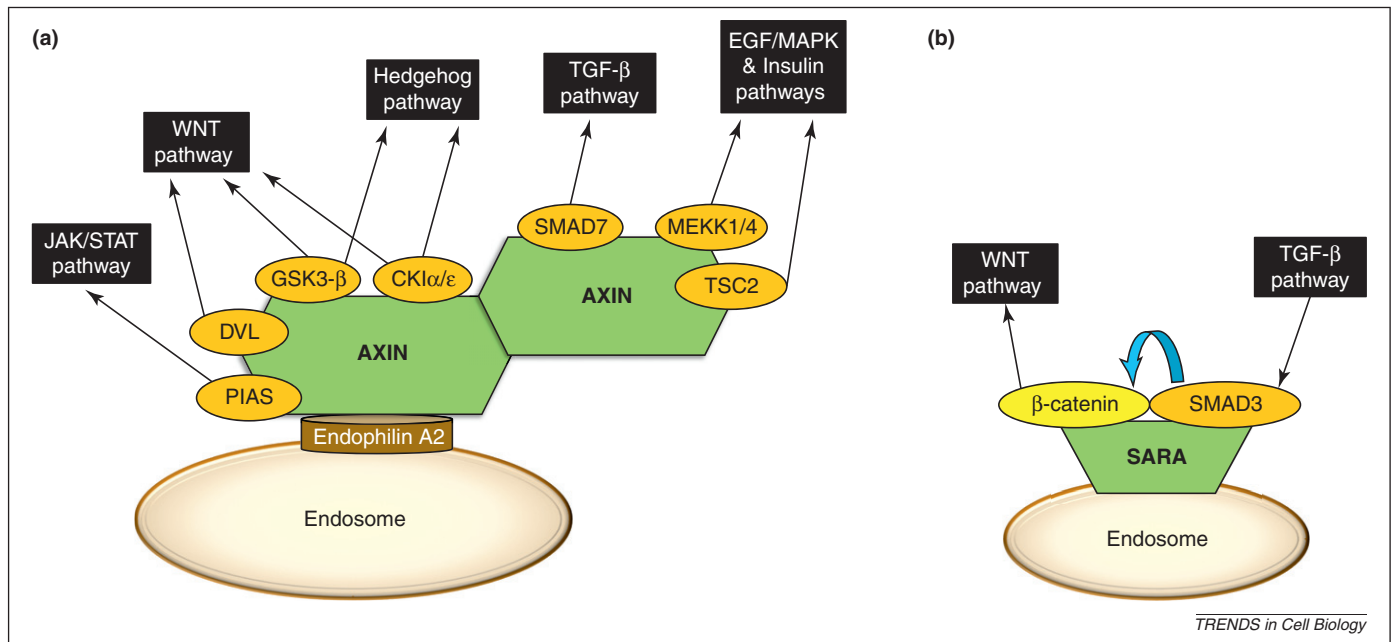 (a)
(b)
EGF/MAPK
& Insulin
pathways
Hedgehog
pathway
TGF-β
pathway
WNT
pathway
JAK/STAT
pathway
SMAD7
MEKK1/4
GSK3-β
CKIα/ε
TSC2
AXIN
DVL
AXIN
PIAS
Endophilin A2
Endosome
WNT
pathway
TGF-β
pathway
β-catenin
SMAD3
SARA
Endosome
TRENDS in Cell Biology